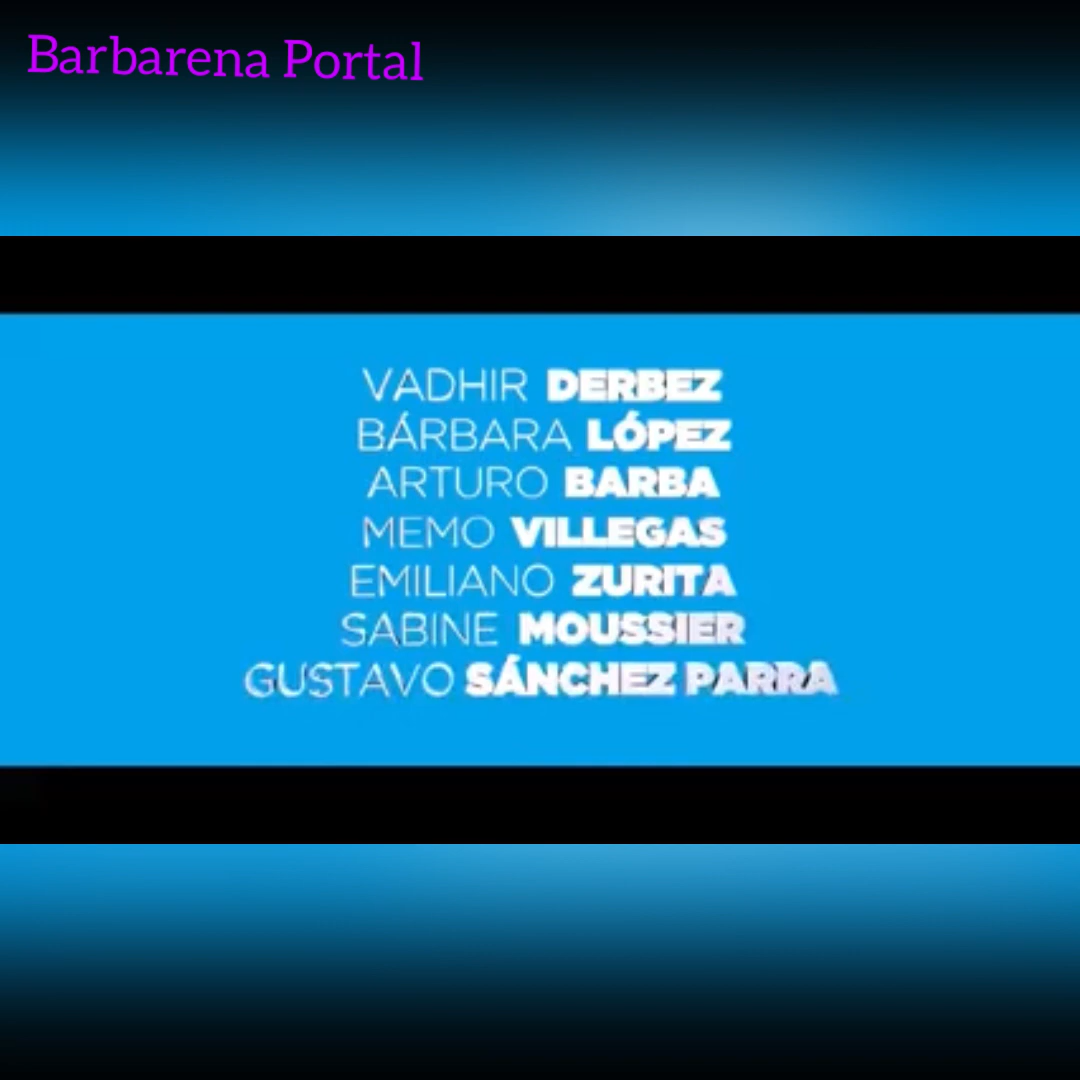 Barbarena Portal
VADHIR DERBEZ
BÁRBARA LÓPEZ
ARTURO BARBA
MEMO VILLEGAS
EMILIANO ZURITA
SABINE MOUSSIER
GUSTAVO SÁNCHEZ PARRA